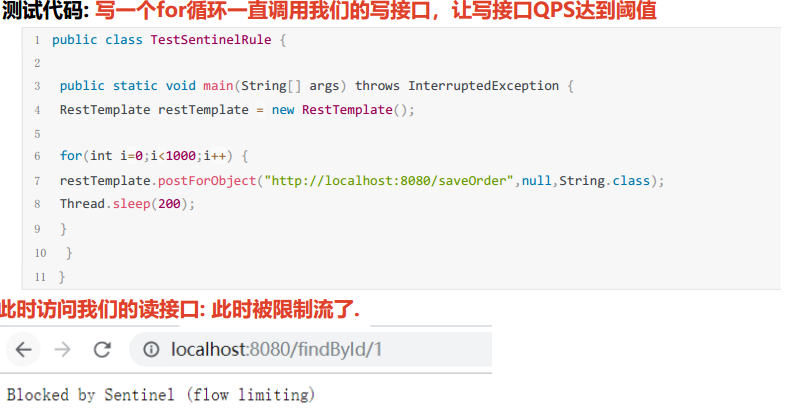 测试代码: 写一个for循环一直调用我们的写接口，让写接口QPS达到阈值
1 public class TestSentinelRule {
2
3 public static void main(String[] args) throws InterruptedException {
4 RestTemplate restTemplate = new RestTemplate();
5
6 for(int i=0;i<1000;i++) {
7 restTemplate.postForObject("http://localhost:8080/saveOrder",null,String.class);
8 Thread.sleep(200);
9 }
10 }
11 }
此时访问我们的读接口: 此时被限制流了.
localhost:8080/findById/1
Blocked by Sentinel (flow limiting)